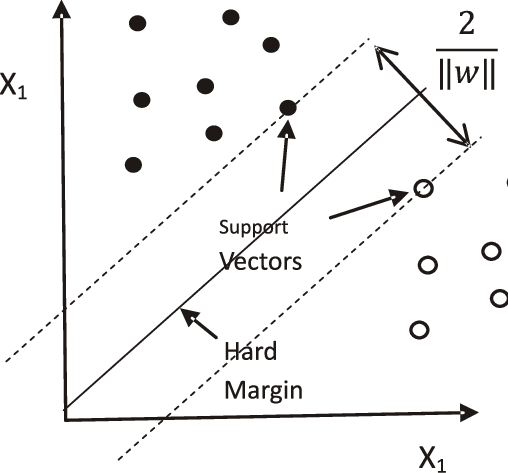 2
‖w‖
X₁
Support
Vectors
Hard
Margin
X₁